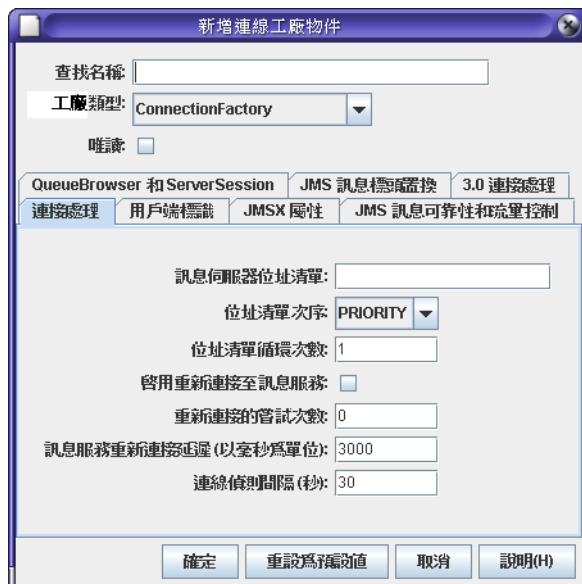 新增連線工廠物件
查找名稱:
工廠類型: ConnectionFactory
唯讀:
QueueBrowser 和 ServerSession JMS 訊息標頭置換 3.0 連接處理
連接處理 用戶端標識 JMSX 屬性 JMS 訊息可靠性和流量控制
訊息伺服器位址清單:
位址清單次序: PRIORITY
位址清單循環次數: 1
啓用重新連接至訊息服務:
重新連接的嘗試次數: 0
訊息服務重新連接延遲(以毫秒爲單位): 3000
連線偵測間隔(秒): 30
確定 重設爲預設值 取消 說明(H)